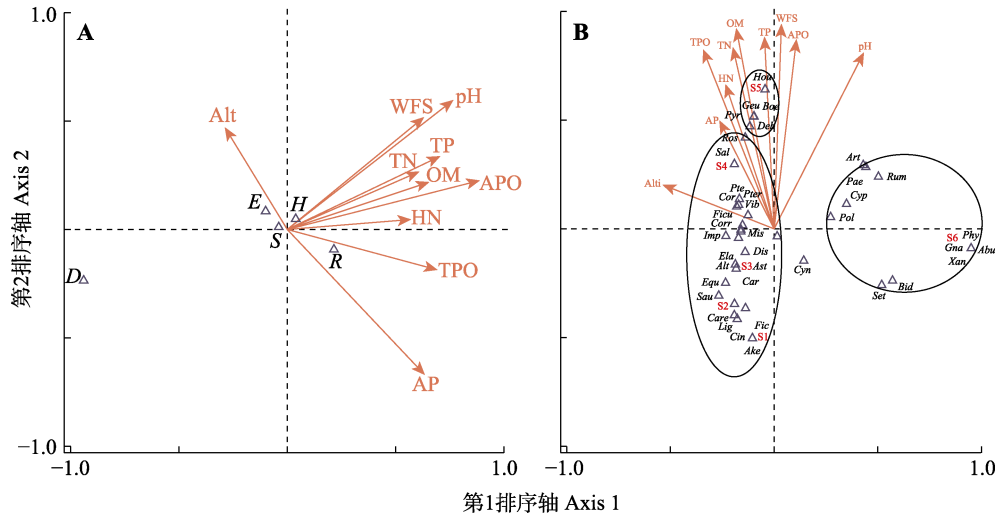 1.0
A
Alt
WFS
pH
TP
TN
OM
APO
HN
TPO
AP
E
H
S
R
D
−1.0
−1.0
1.0
第2排序轴 Axis 2
B
OM
WFS
TPO
TN
TP
APO
pH
HN
AP
Alti
Hou
S5
Geu
Boe
Pyr
Deb
Ros
Sal
S4
Pte
Pter
Cor
Vib
Ficu
Corr
Imp
Mis
Dis
Ela
Alt
S3
Ast
Equ
Car
Sau
S2
Care
Lig
Fic
Cin
S1
Ake
Cyn
Art
Pae
Rum
Cyp
Pol
S6
Phy
Gna
Abu
Xan
Set
Bid
−1.0
1.0
第1排序轴 Axis 1